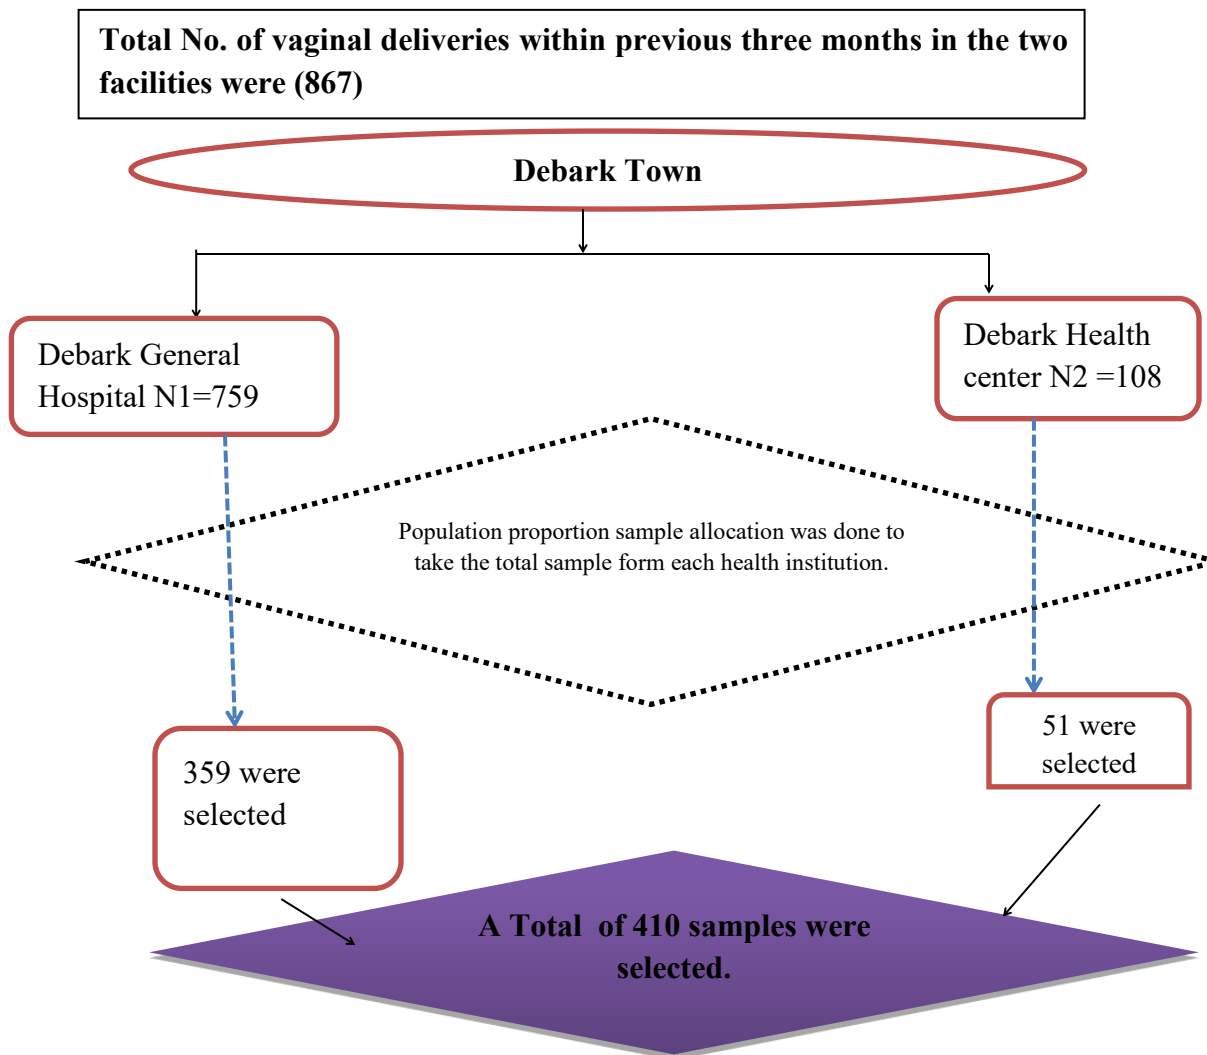 Total No. of vaginal deliveries within previous three months in the two
facilities were (867)
Debark Town
Debark General
Hospital N1=759
Debark Health
center N2 =108
Population proportion sample allocation was done to
take the total sample form each health institution.
359 were
selected
51 were
selected
A Total of 410 samples were
selected.